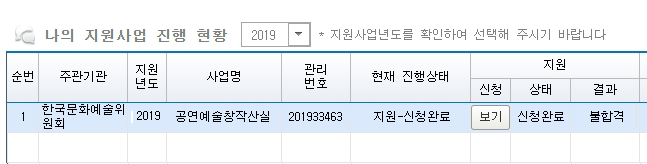 나의 지원사업 진행 현황 2019 * 지원사업년도를 확인하여 선택해 주시기 바랍니다
순번 주관기관 지원년도 사업명 관리번호 현재 진행상태 지원
신청 상태 결과
1 한국문화예술위원회 2019 공연예술창작산실 201933463 지원-신청완료 보기 신청완료 불합격